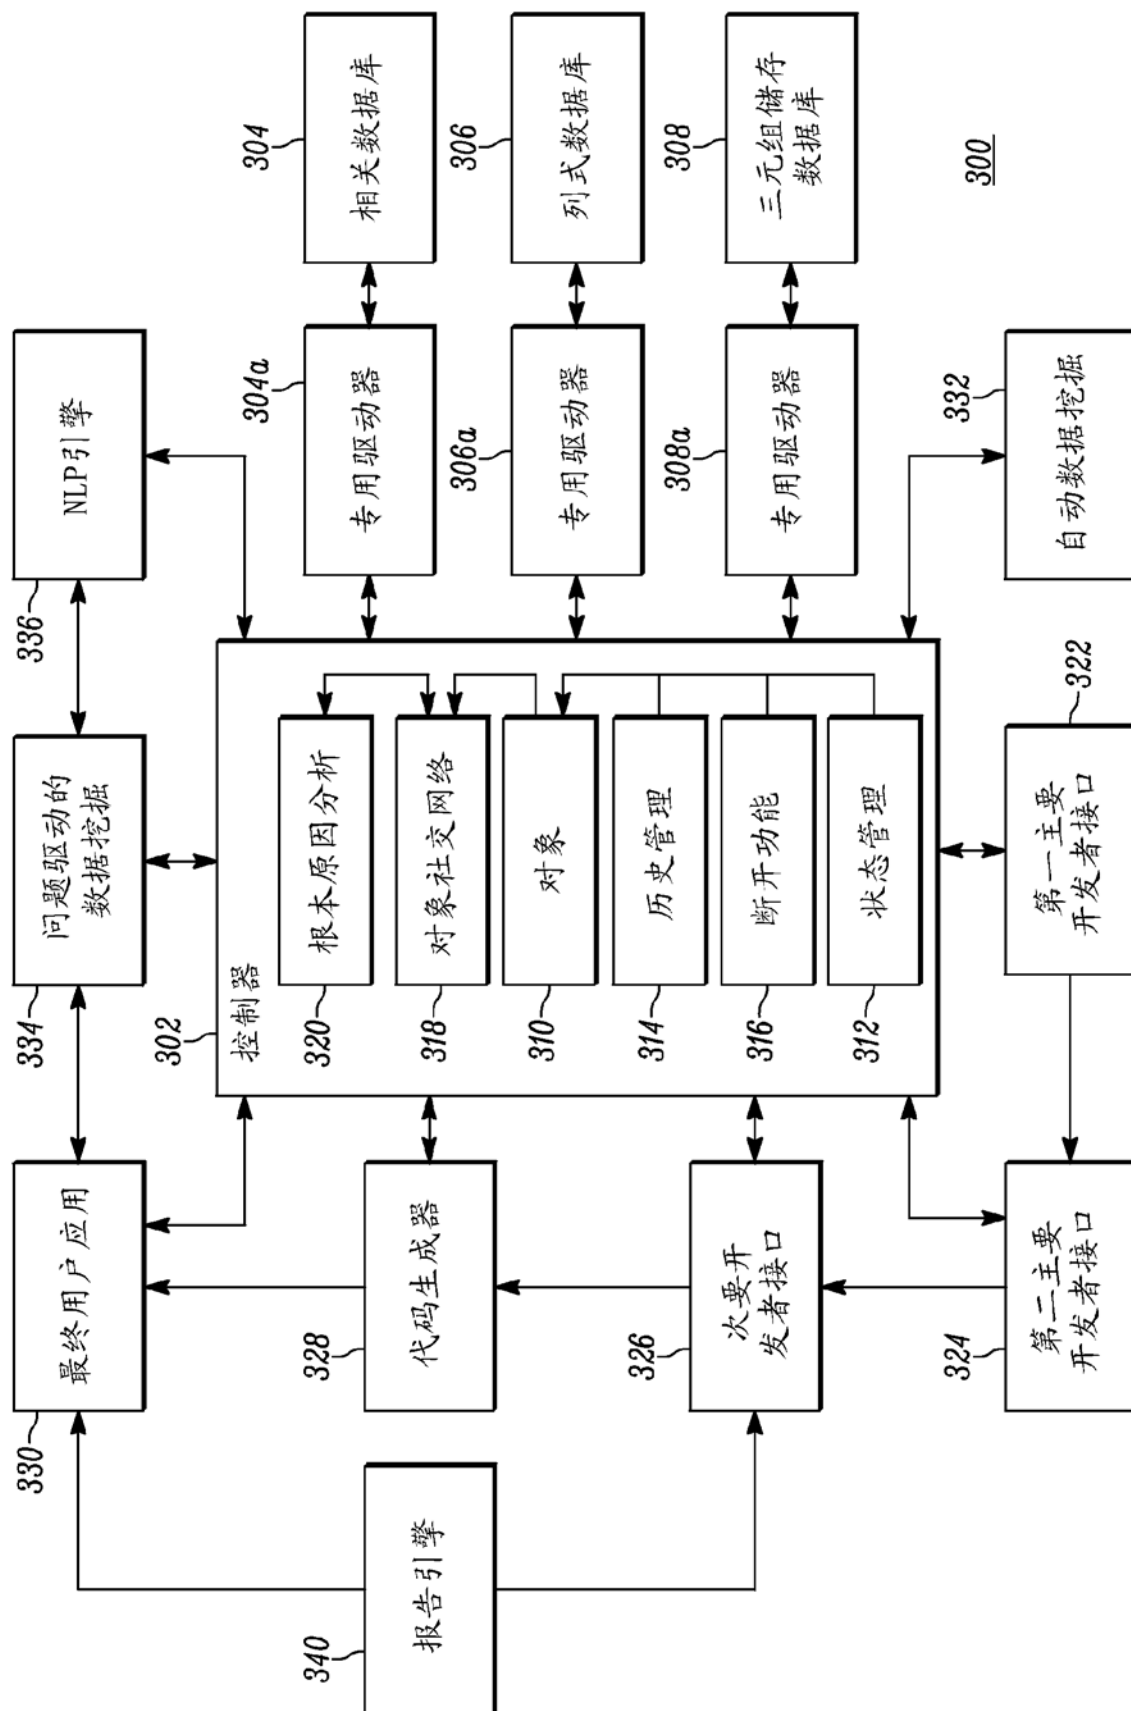 330
最终用户应用
334
问题驱动的
数据挖掘
336
NLP引擎
340
报告引擎
328
代码生成器
302
控制器
320
根本原因分析
318
对象社交网络
310
对象
314
历史管理
316
断开功能
312
状态管理
304a
专用驱动器
304
相关数据库
306a
专用驱动器
306
列式数据库
308a
专用驱动器
308
三元组储存
数据库
326
次要开
发者接口
324
第二主要
开发者接口
322
第一主要
开发者接口
332
自动数据挖掘
300